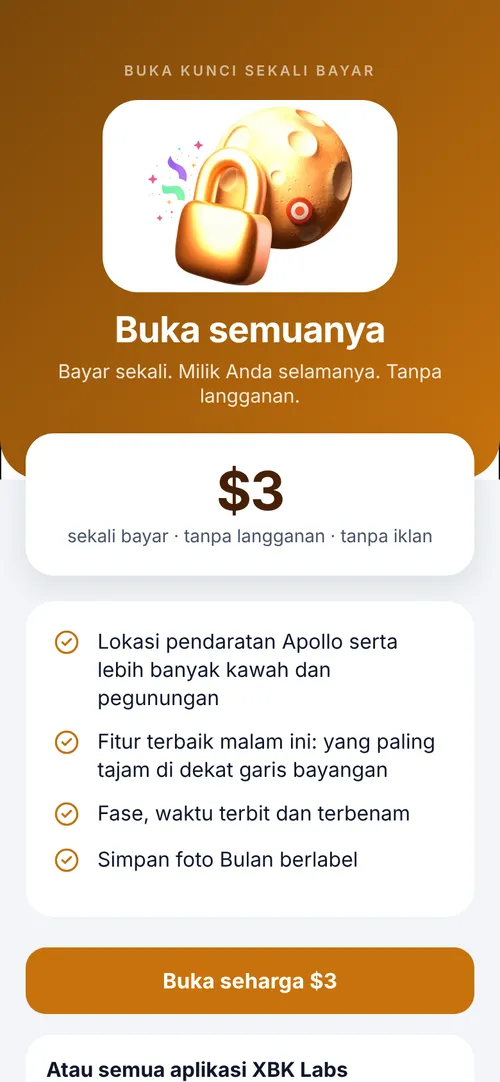 BUKA KUNCI SEKALI BAYAR
Buka semuanya
Bayar sekali. Milik Anda selamanya. Tanpa
langganan.
$3
sekali bayar · tanpa langganan · tanpa iklan
Lokasi pendaratan Apollo serta
lebih banyak kawah dan
pegunungan
Fitur terbaik malam ini: yang paling
tajam di dekat garis bayangan
Fase, waktu terbit dan terbenam
Simpan foto Bulan berlabel
Buka seharga $3
Atau semua aplikasi XBK Labs